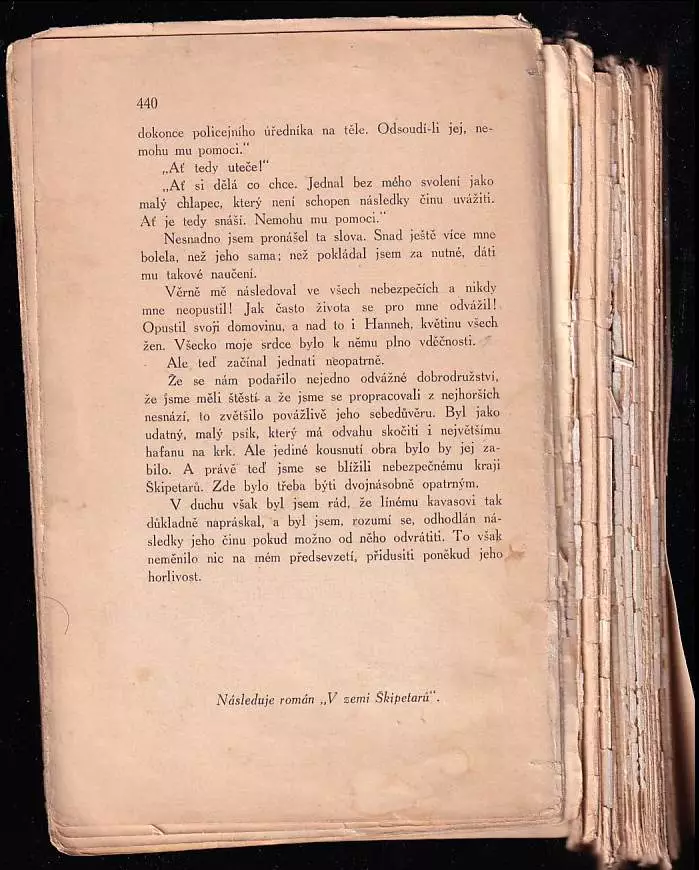 440
dokonce policejního úředníka na těle. Odsoudí-li jej, ne-
mohu mu pomoci."
„Ať tedy uteče!"
„Ať si dělá co chce. Jednal bez mého svolení jako
malý chlapec, který není schopen následky činu uvážiti.
Ať je tedy snáší. Nemohu mu pomoci."
Nesnadno jsem pronášel ta slova. Snad ještě více mne
bolela, než jeho sama; než pokládal jsem za nutné, dáti
mu takové naučení.
Věrně mě následoval ve všech nebezpečích a nikdy
mne neopustil! Jak často života se pro mne odvážil!
Opustil svoji domovinu, a nad to i Hanneh, květinu všech
žen. Všecko moje srdce bylo k němu plno vděčnosti.
Ale teď začínal jednati neopatrně.
Že se nám podařilo nejedno odvážné dobrodružství,
že jsme měli štěstí a že jsme se propracovali z nejhorších
nesnází, to zvětšilo povážlivě jeho sebedůvěru. Byl jako
udatný, malý psík, který má odvahu skočiti i největšímu
hafanu na krk. Ale jediné kousnutí obra bylo by jej za-
bilo. A právě teď jsme se blížili nebezpečnému kraji
Škipetarů. Zde bylo třeba býti dvojnásobně opatrným.
V duchu však byl jsem rád, že línému kavasovi tak
důkladně napráskal, a byl jsem, rozumí se, odhodlán ná-
sledky jeho činu pokud možno od něho odvrátiti. To však
neměnilo nic na mém předsevzetí, přidusiti poněkud jeho
horlivost.
Následuje román „V zemi Škipetarů".